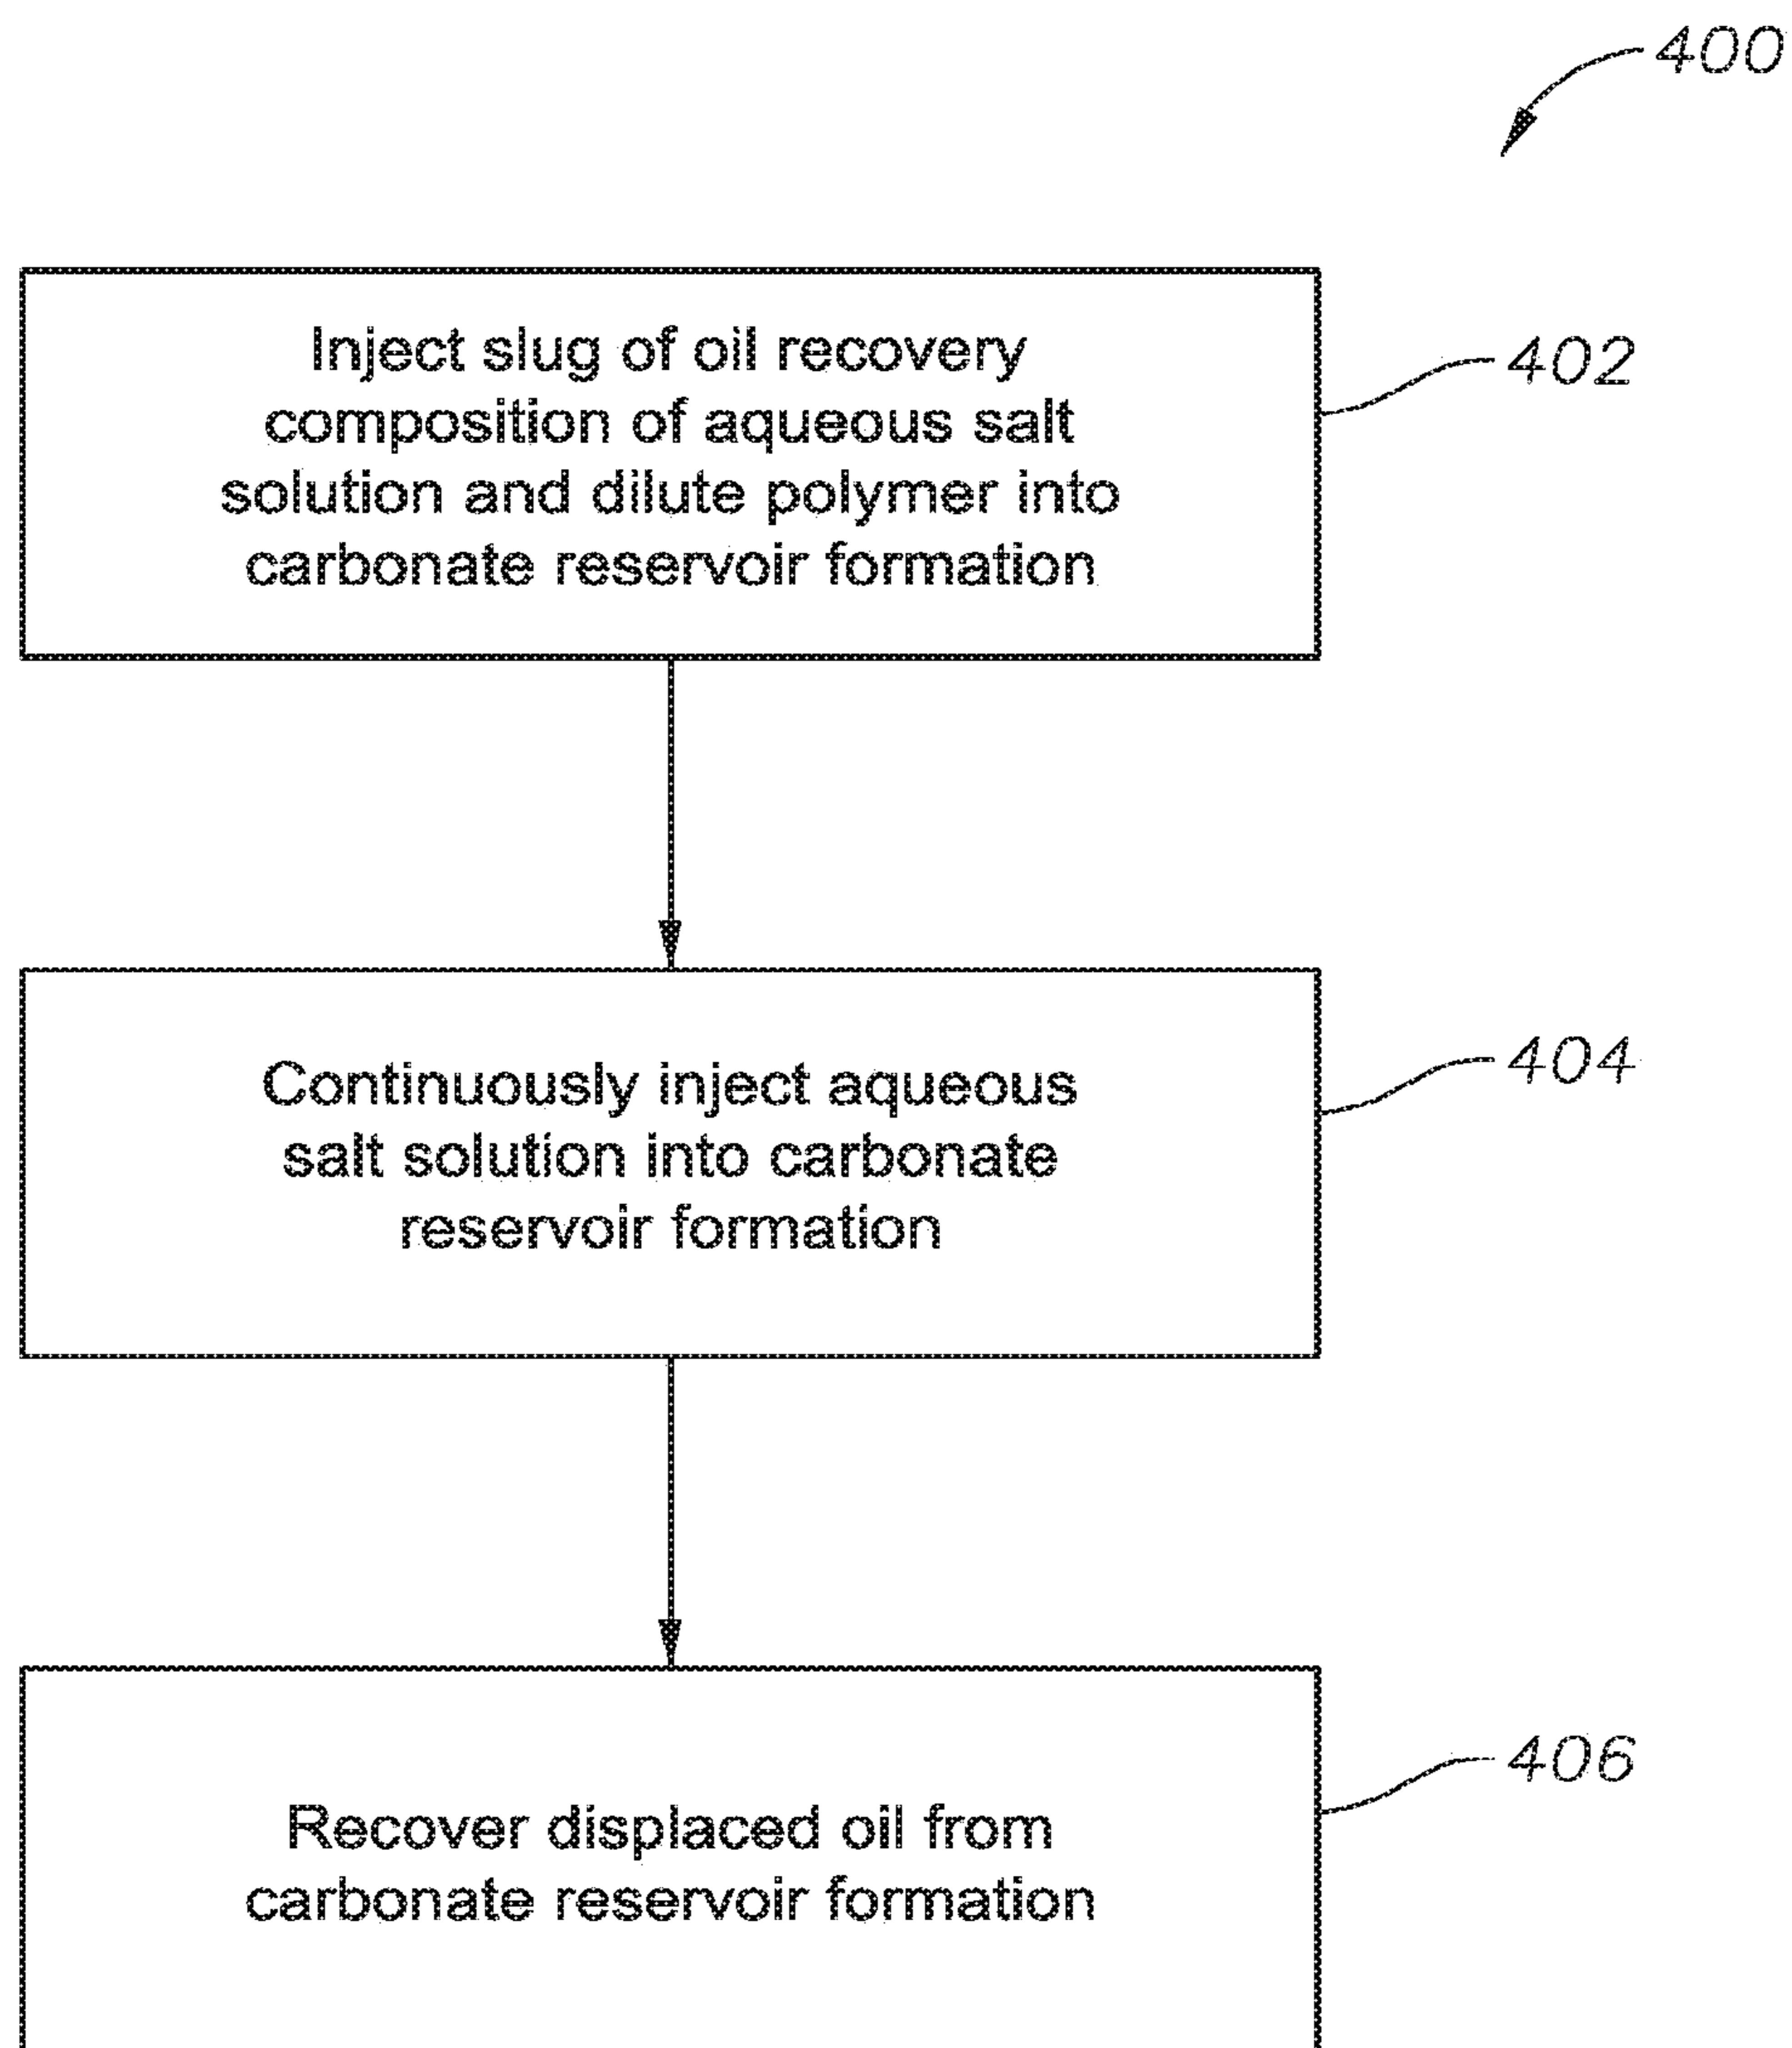 400
Inject slug of oil recovery
composition of aqueous salt
solution and dilute polymer into
carbonate reservoir formation
402
Continuously inject aqueous
salt solution into carbonate
reservoir formation
404
Recover displaced oil from
carbonate reservoir formation
406